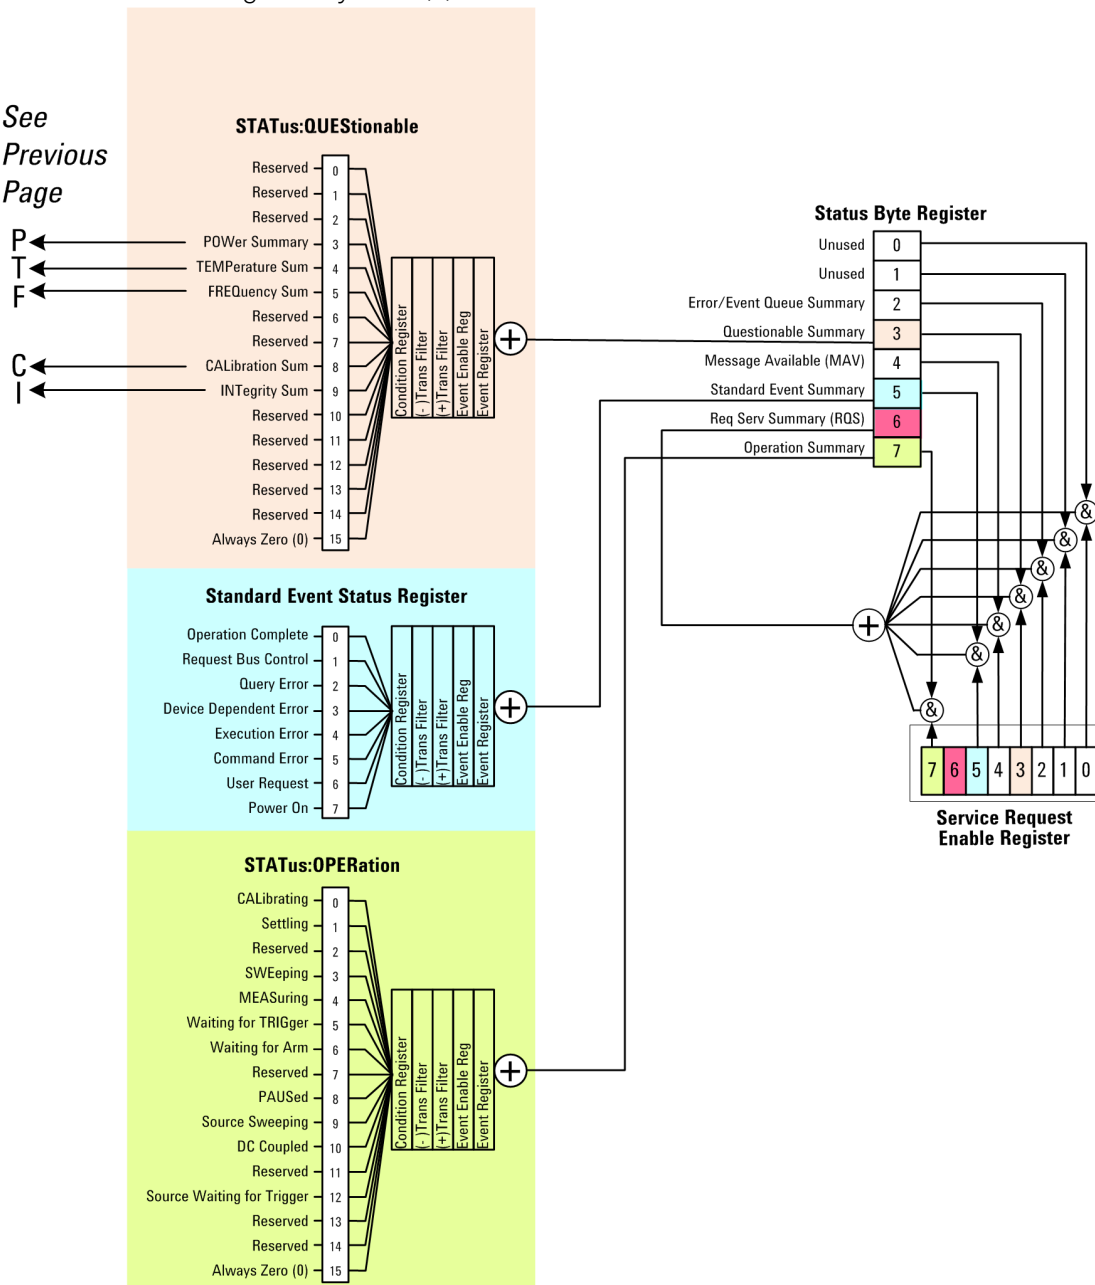 See
Previous
Page
P
T
F
C
I
STATus:QUEStionable
Reserved 0
Reserved 1
Reserved 2
POWer Summary 3
TEMPerature Sum 4
FREQuency Sum 5
Reserved 6
Reserved 7
CALibration Sum 8
INTegrity Sum 9
Reserved 10
Reserved 11
Reserved 12
Reserved 13
Reserved 14
Always Zero (0) 15
Condition Register
(-)Trans Filter
(+)Trans Filter
Event Enable Reg
Event Register
+
Standard Event Status Register
Operation Complete 0
Request Bus Control 1
Query Error 2
Device Dependent Error 3
Execution Error 4
Command Error 5
User Request 6
Power On 7
Condition Register
(-)Trans Filter
(+)Trans Filter
Event Enable Reg
Event Register
+
STATus:OPERation
CALibrating 0
Settling 1
Reserved 2
SWEeping 3
MEASuring 4
Waiting for TRIGger 5
Waiting for Arm 6
Reserved 7
PAUSed 8
Source Sweeping 9
DC Coupled 10
Reserved 11
Source Waiting for Trigger 12
Reserved 13
Reserved 14
Always Zero (0) 15
Condition Register
(-)Trans Filter
(+)Trans Filter
Event Enable Reg
Event Register
+
Status Byte Register
Unused 0
Unused 1
Error/Event Queue Summary 2
Questionable Summary 3
Message Available (MAV) 4
Standard Event Summary 5
Req Serv Summary (RQS) 6
Operation Summary 7
&
&
&
&
&
&
&
+
7 6 5 4 3 2 1 0
Service Request
Enable Register